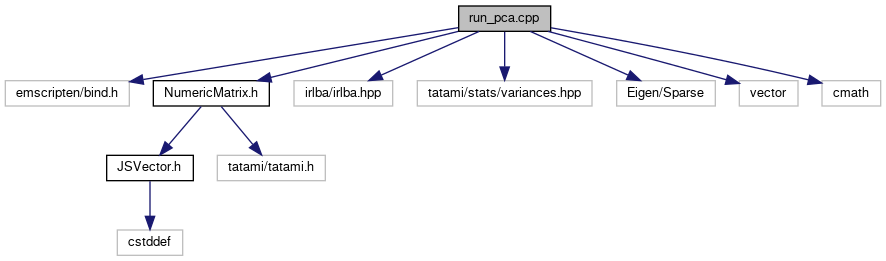 run_pca.cpp
emscripten/bind.h
NumericMatrix.h
irlba/irlba.hpp
tatami/stats/variances.hpp
Eigen/Sparse
vector
cmath
JSVector.h
tatami/tatami.h
cstddef